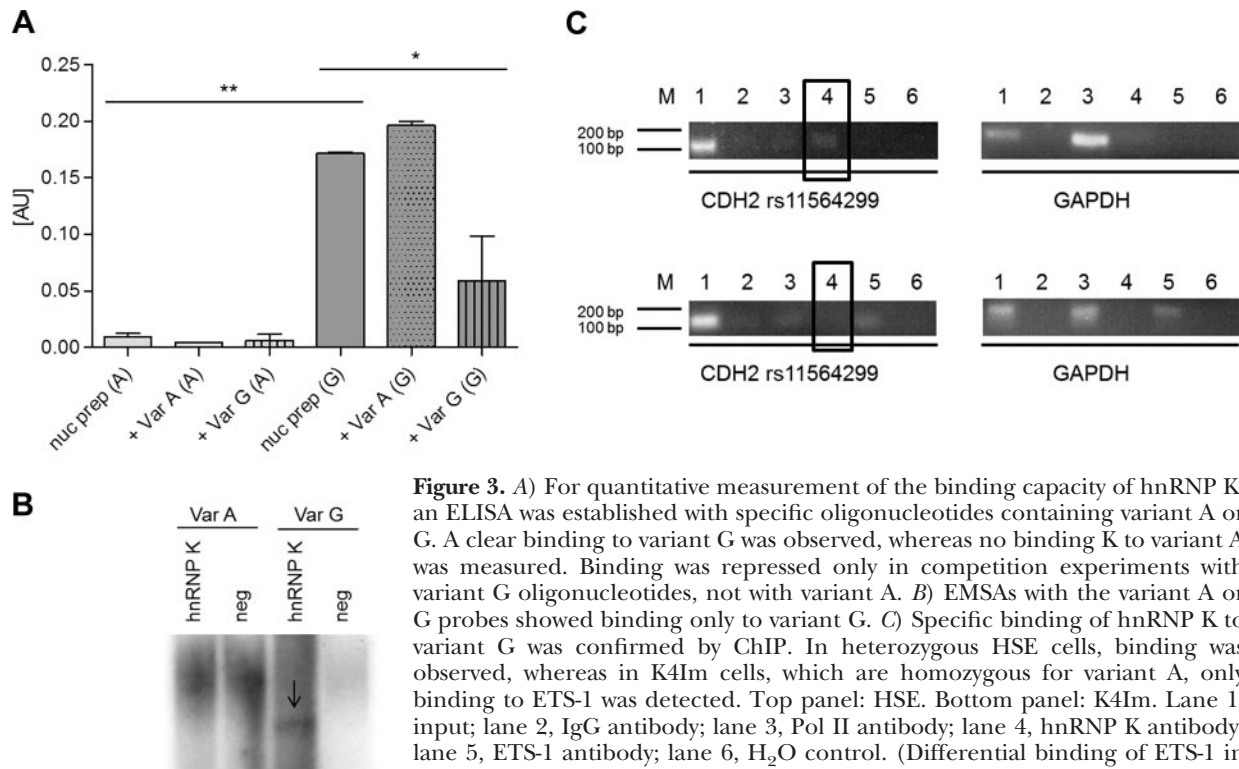 A
0.25
0.20
0.15
0.10
0.05
0.00
[AU]
**
*
nuc prep (A)
+ Var A (A)
+ Var G (A)
nuc prep (G)
+ Var A (G)
+ Var G (G)
C
M 1 2 3 4 5 6
200 bp
100 bp
CDH2 rs11564299
1 2 3 4 5 6
GAPDH
M 1 2 3 4 5 6
200 bp
100 bp
CDH2 rs11564299
1 2 3 4 5 6
GAPDH
B
Var A Var G
hnRNP K
neg
hnRNP K
neg
Figure 3. A) For quantitative measurement of the binding capacity of hnRNP K
an ELISA was established with specific oligonucleotides containing variant A or
G. A clear binding to variant G was observed, whereas no binding K to variant A
was measured. Binding was repressed only in competition experiments with
variant G oligonucleotides, not with variant A. B) EMSAs with the variant A or
G probes showed binding only to variant G. C) Specific binding of hnRNP K to
variant G was confirmed by ChIP. In heterozygous HSE cells, binding was
observed, whereas in K4Im cells, which are homozygous for variant A, only
binding to ETS-1 was detected. Top panel: HSE. Bottom panel: K4Im. Lane 1
input; lane 2, IgG antibody; lane 3, Pol II antibody; lane 4, hnRNP K antibody
lane 5, ETS-1 antibody; lane 6, H₂O control. (Differential binding of ETS-1 in